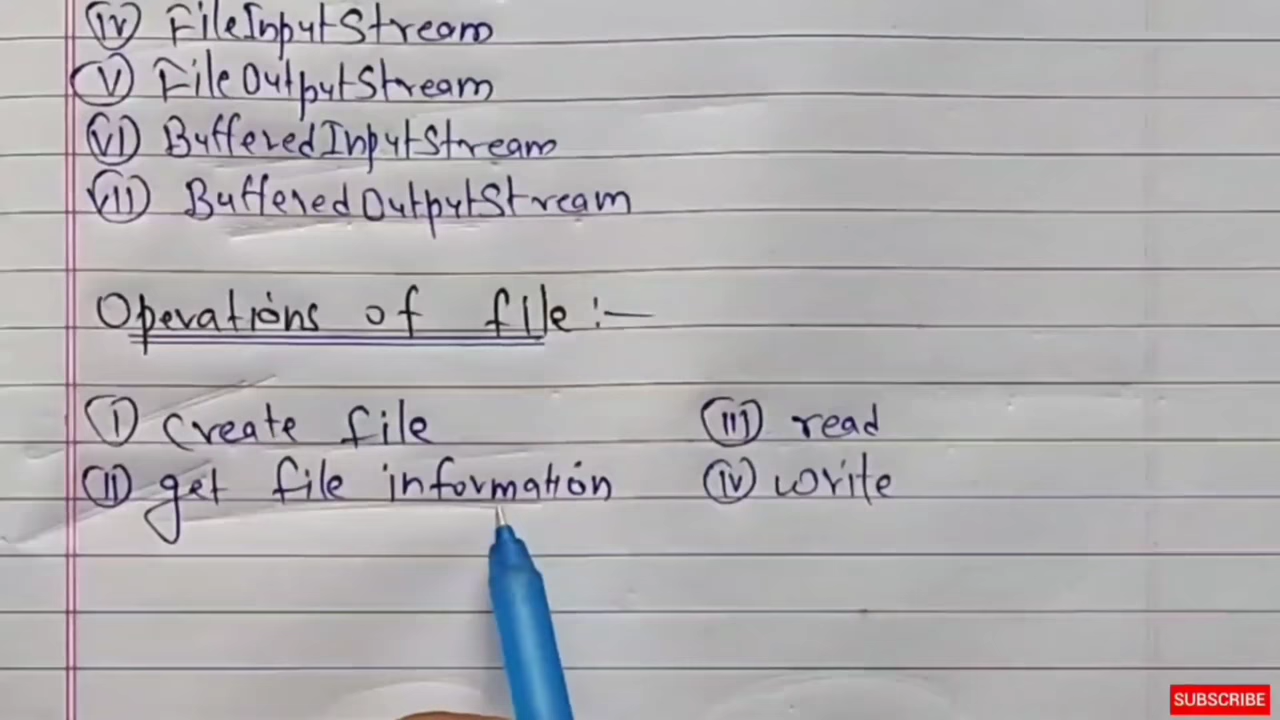 (iv) FileInputStream
(v) FileOutputStream
(vi) BufferedInputStream
(vii) BufferedOutputStream
Operations of file :-
(i) create file (iii) read
(ii) get file information (iv) write
SUBSCRIBE